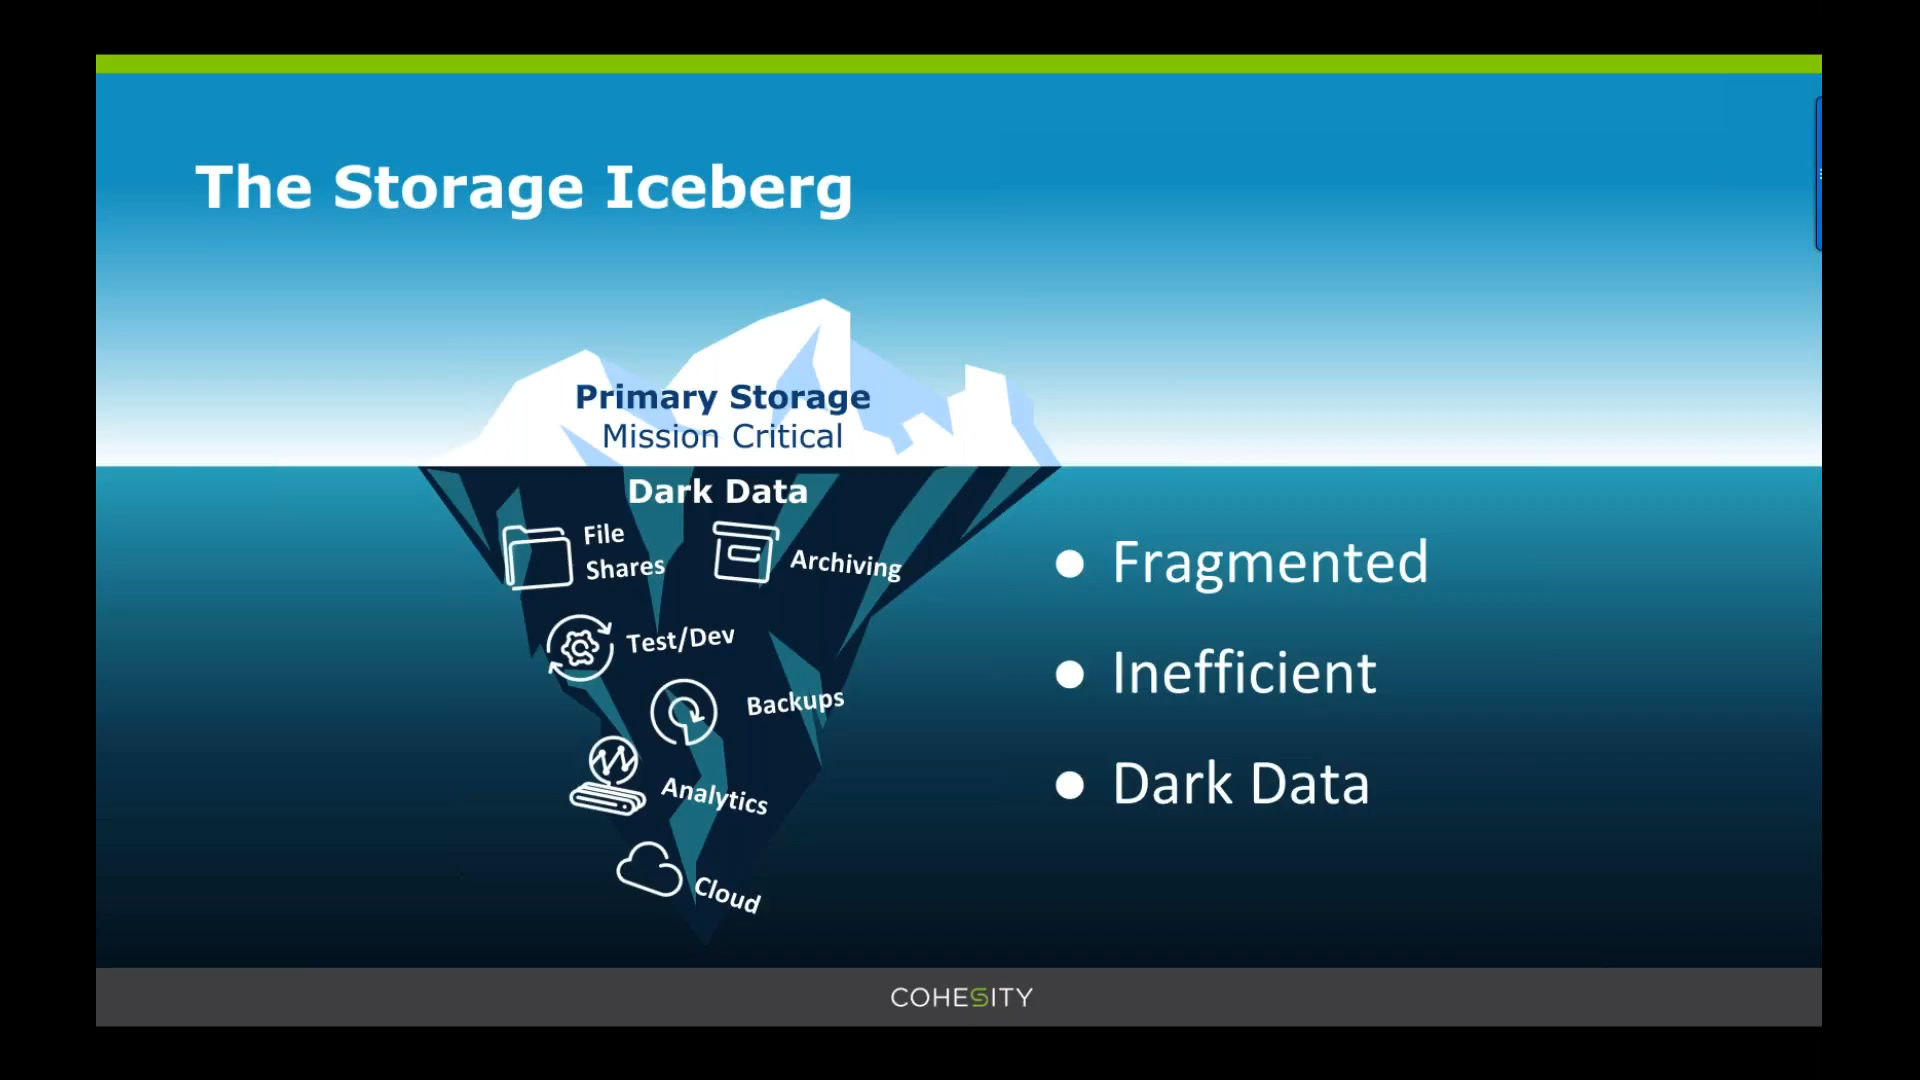 The Storage Iceberg
Primary Storage
Mission Critical
Dark Data
File
Shares
Archiving
Test/Dev
Backups
Analytics
Cloud
● Fragmented
● Inefficient
● Dark Data
COHESITY